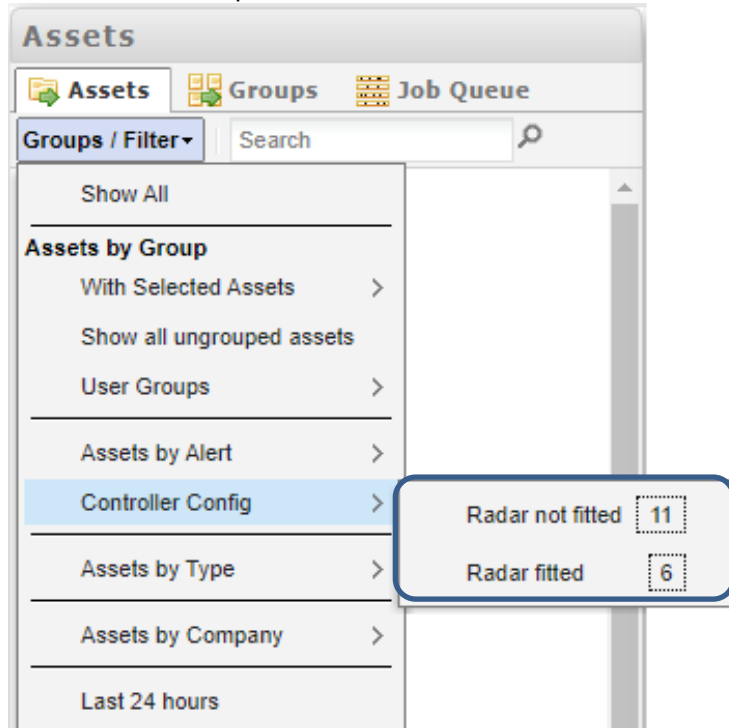 Assets
Assets Groups Job Queue
Groups / Filter Search
Show All
Assets by Group
With Selected Assets
Show all ungrouped assets
User Groups
Assets by Alert
Controller Config
Radar not fitted 11
Radar fitted 6
Assets by Type
Assets by Company
Last 24 hours